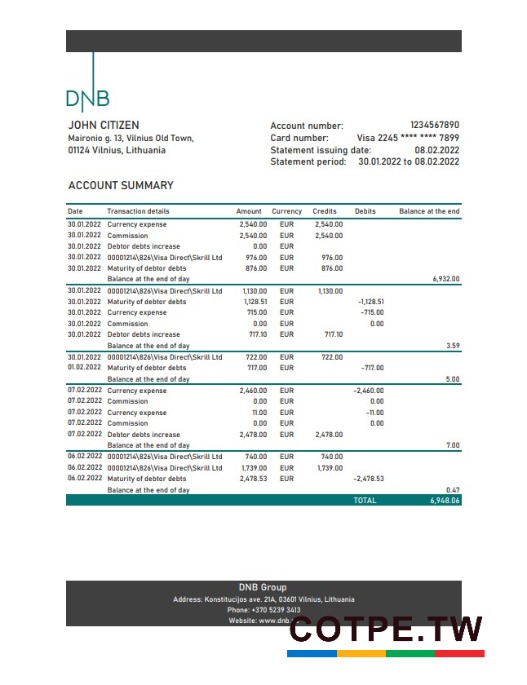 DNB
JOHN CITIZEN
Maironio g. 13, Vilnius Old Town,
01124 Vilnius, Lithuania
Account number: 1234567890
Card number: Visa 2245 **** **** 7899
Statement issuing date: 08.02.2022
Statement period: 30.01.2022 to 08.02.2022
ACCOUNT SUMMARY
Date Transaction details Amount Currency Credits Debits Balance at the end
30.01.2022 Currency expense 2,540.00 EUR 2,540.00
30.01.2022 Commission 2,540.00 EUR 2,540.00
30.01.2022 Debtor debts increase 0.00 EUR
30.01.2022 00001214\826\Visa Direct\Skrill Ltd 976.00 EUR 976.00
30.01.2022 Maturity of debtor debts 876.00 EUR 876.00
Balance at the end of day 6,932.00
30.01.2022 00001214\826\Visa Direct\Skrill Ltd 1,130.00 EUR 1,130.00
30.01.2022 Maturity of debtor debts 1,128.51 EUR -1,128.51
30.01.2022 Currency expense 715.00 EUR -715.00
30.01.2022 Commission 0.00 EUR 0.00
30.01.2022 Debtor debts increase 717.10 EUR 717.10
Balance at the end of day 3.59
30.01.2022 00001214\826\Visa Direct\Skrill Ltd 722.00 EUR 722.00
01.02.2022 Maturity of debtor debts 717.00 EUR -717.00
Balance at the end of day 5.00
07.02.2022 Currency expense 2,460.00 EUR -2,460.00
07.02.2022 Commission 0.00 EUR 0.00
07.02.2022 Currency expense 11.00 EUR -11.00
07.02.2022 Commission 0.00 EUR 0.00
07.02.2022 Debtor debts increase 2,478.00 EUR 2,478.00
Balance at the end of day 7.00
06.02.2022 00001214\826\Visa Direct\Skrill Ltd 740.00 EUR 740.00
06.02.2022 00001214\826\Visa Direct\Skrill Ltd 1,739.00 EUR 1,739.00
06.02.2022 Maturity of debtor debts 2,478.53 EUR -2,478.53
Balance at the end of day 0.47
TOTAL 6,948.06
DNB Group
Address: Konstitucijos ave. 21A, 03601 Vilnius, Lithuania
Phone: +370 5239 3413
Website: www.dnb.
COTPE.TW